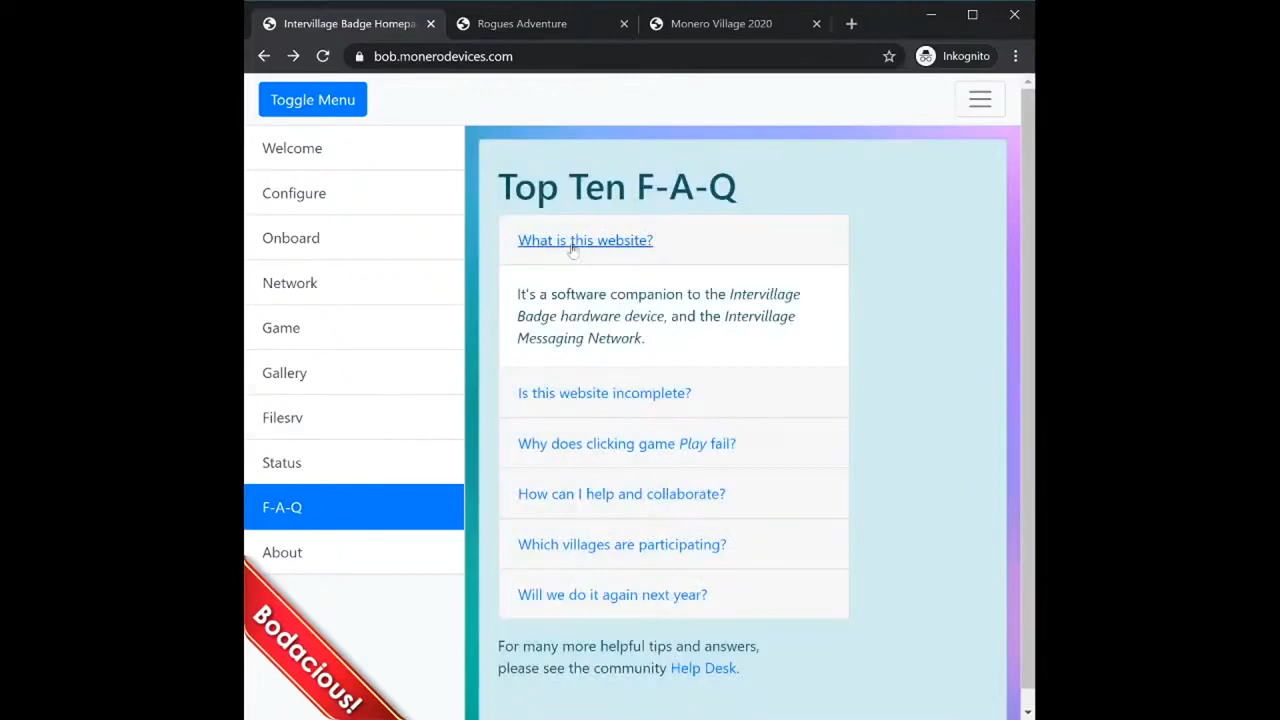 Intervillage Badge Homepa
Rogues Adventure
Monero Village 2020
bob.monerodevices.com
Inkognito
Toggle Menu
Welcome
Configure
Onboard
Network
Game
Gallery
Filesrv
Status
F-A-Q
About
Bodacious!
Top Ten F-A-Q
What is this website?
It's a software companion to the Intervillage
Badge hardware device, and the Intervillage
Messaging Network.
Is this website incomplete?
Why does clicking game Play fail?
How can I help and collaborate?
Which villages are participating?
Will we do it again next year?
For many more helpful tips and answers,
please see the community Help Desk.